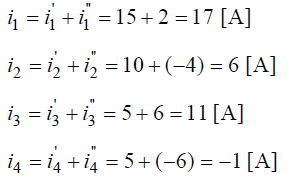 i₁ = i₁' + i₁" = 15 + 2 = 17 [A]
i₂ = i₂' + i₂" = 10 + (−4) = 6 [A]
i₃ = i₃' + i₃" = 5 + 6 = 11 [A]
i₄ = i₄' + i₄" = 5 + (−6) = −1 [A]